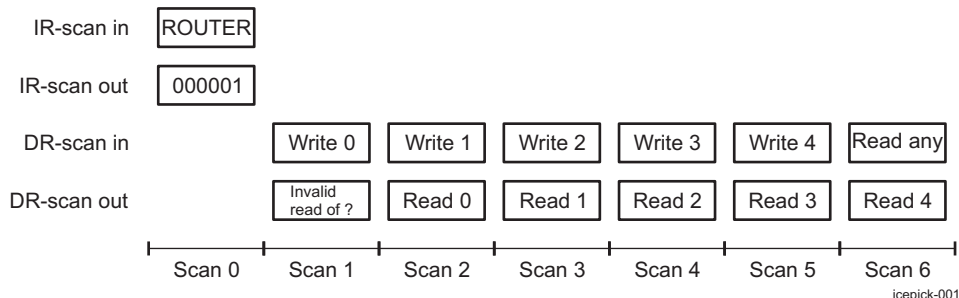 IR-scan in ROUTER
IR-scan out 000001
DR-scan in Write 0 Write 1 Write 2 Write 3 Write 4 Read any
DR-scan out Invalid read of ? Read 0 Read 1 Read 2 Read 3 Read 4
Scan 0 Scan 1 Scan 2 Scan 3 Scan 4 Scan 5 Scan 6
icepick-001